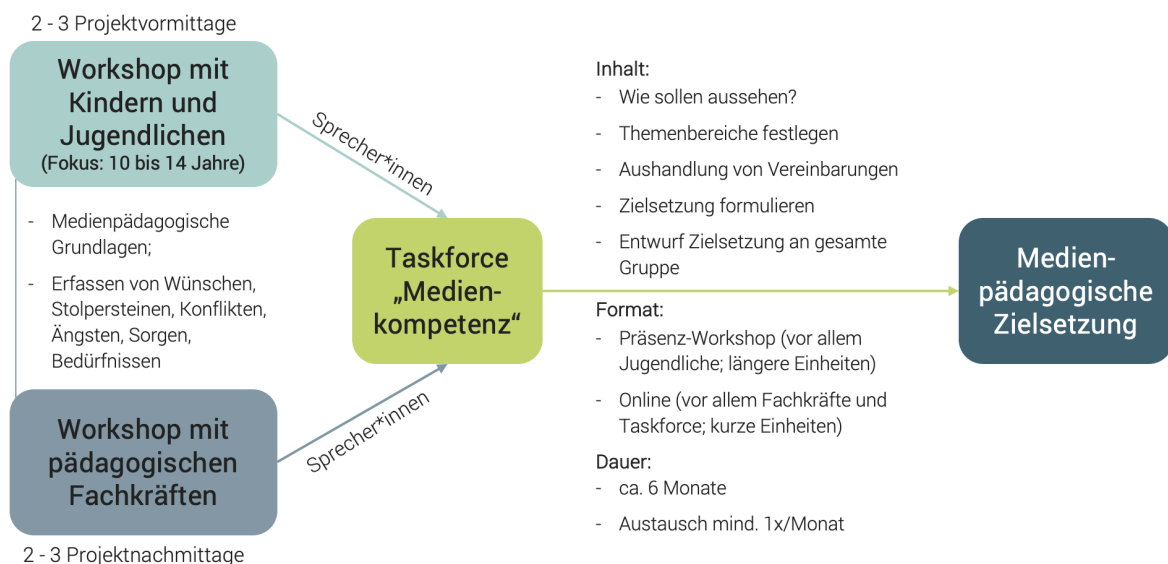 2 - 3 Projektvormittage
Workshop mit
Kindern und
Jugendlichen
(Fokus: 10 bis 14 Jahre)
- Medienpädagogische
Grundlagen;
- Erfassen von Wünschen,
Stolpersteinen, Konflikten,
Ängsten, Sorgen,
Bedürfnissen
Workshop mit
pädagogischen
Fachkräften
2 - 3 Projektnachmittage
Sprecher*innen
Sprecher*innen
Taskforce
„Medien-
kompetenz“
Inhalt:
- Wie sollen aussehen?
- Themenbereiche festlegen
- Aushandlung von Vereinbarungen
- Zielsetzung formulieren
- Entwurf Zielsetzung an gesamte
Gruppe
Format:
- Präsenz-Workshop (vor allem
Jugendliche; längere Einheiten)
- Online (vor allem Fachkräfte und
Taskforce; kurze Einheiten)
Dauer:
- ca. 6 Monate
- Austausch mind. 1x/Monat
Medien-
pädagogische
Zielsetzung